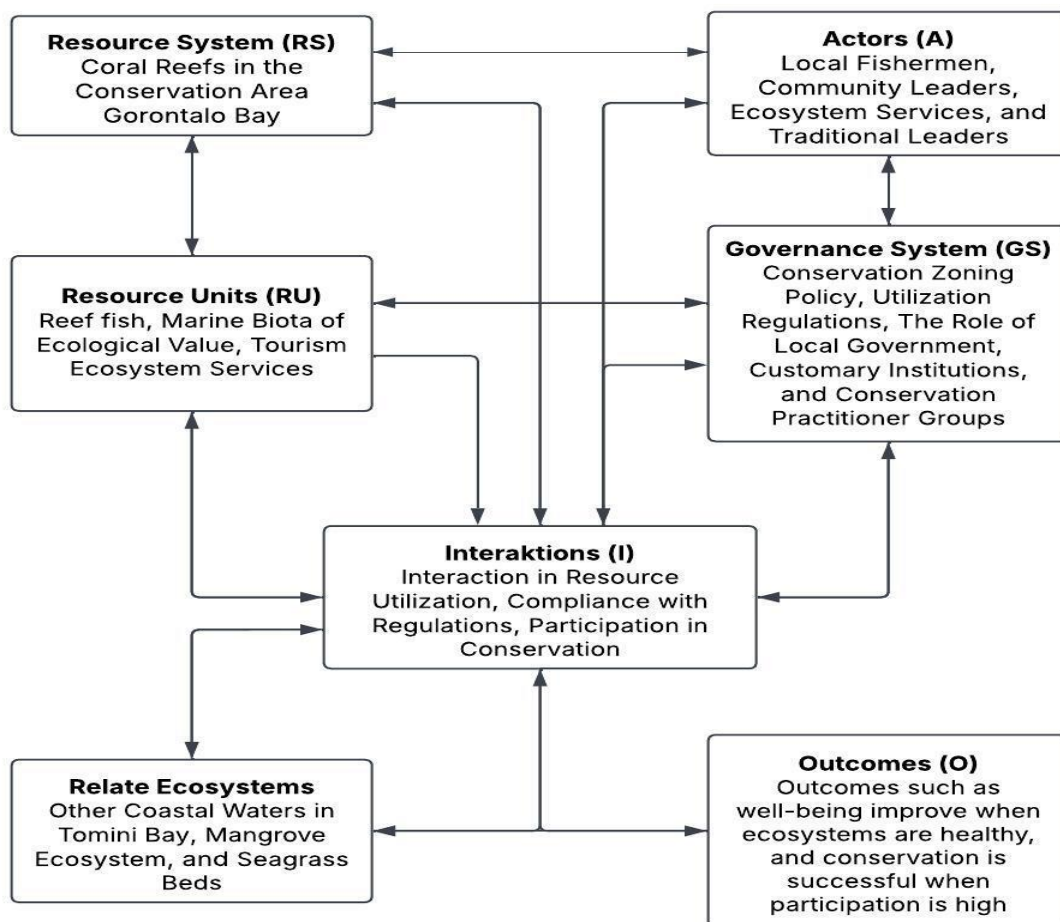 Resource System (RS)
Coral Reefs in the
Conservation Area
Gorontalo Bay
Actors (A)
Local Fishermen,
Community Leaders,
Ecosystem Services, and
Traditional Leaders
Resource Units (RU)
Reef fish, Marine Biota of
Ecological Value, Tourism
Ecosystem Services
Governance System (GS)
Conservation Zoning
Policy, Utilization
Regulations, The Role of
Local Government,
Customary Institutions,
and Conservation
Practitioner Groups
Interaktions (I)
Interaction in Resource
Utilization, Compliance with
Regulations, Participation in
Conservation
Relate Ecosystems
Other Coastal Waters in
Tomini Bay, Mangrove
Ecosystem, and Seagrass
Beds
Outcomes (O)
Outcomes such as
well-being improve when
ecosystems are healthy,
and conservation is
successful when
participation is high